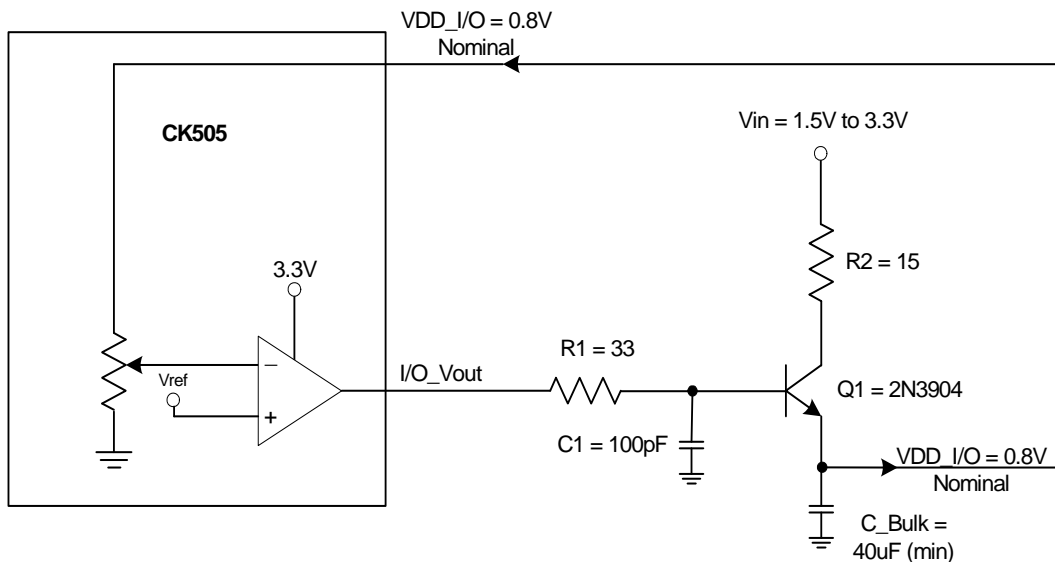 VDD_I/O = 0.8V
Nominal
CK505
Vin = 1.5V to 3.3V
3.3V
R2 = 15
Vref
−
+
I/O_Vout
R1 = 33
Q1 = 2N3904
C1 = 100pF
VDD_I/O = 0.8V
Nominal
C_Bulk =
40uF (min)